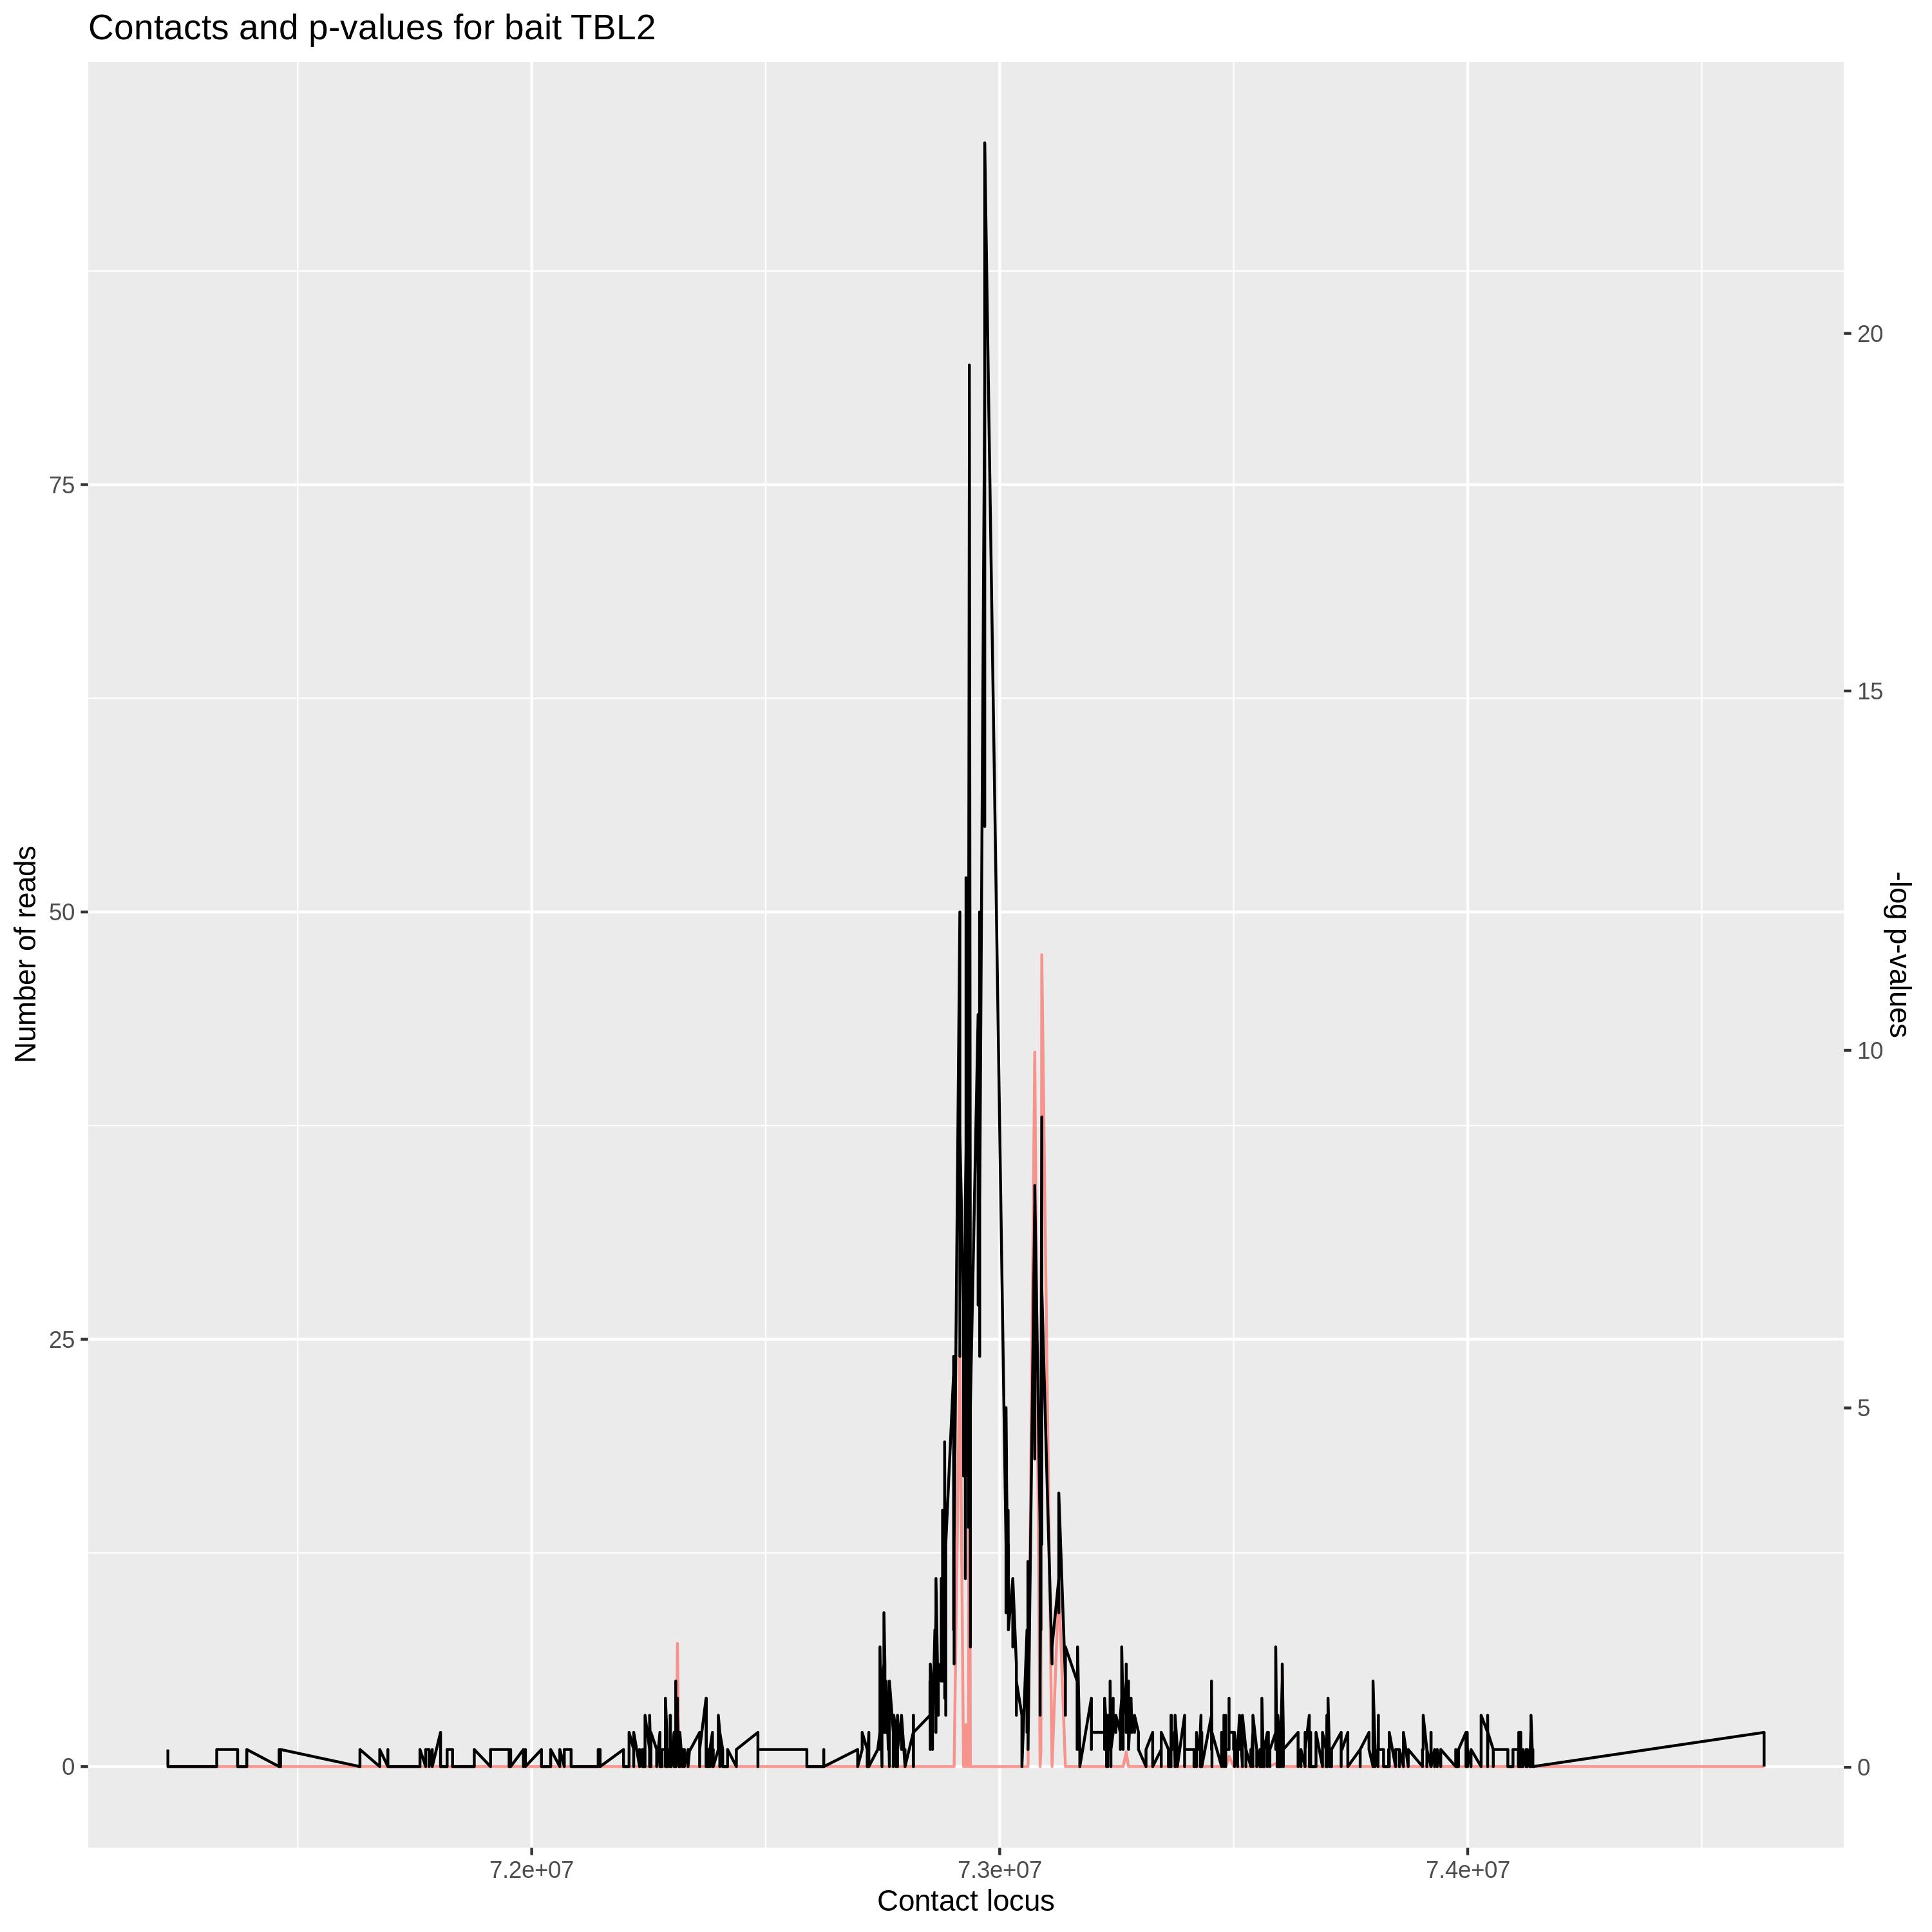 Contacts and p-values for bait TBL2
75
50
25
0
Number of reads
20
15
10
5
0
-log p-values
7.2e+07
7.3e+07
7.4e+07
Contact locus